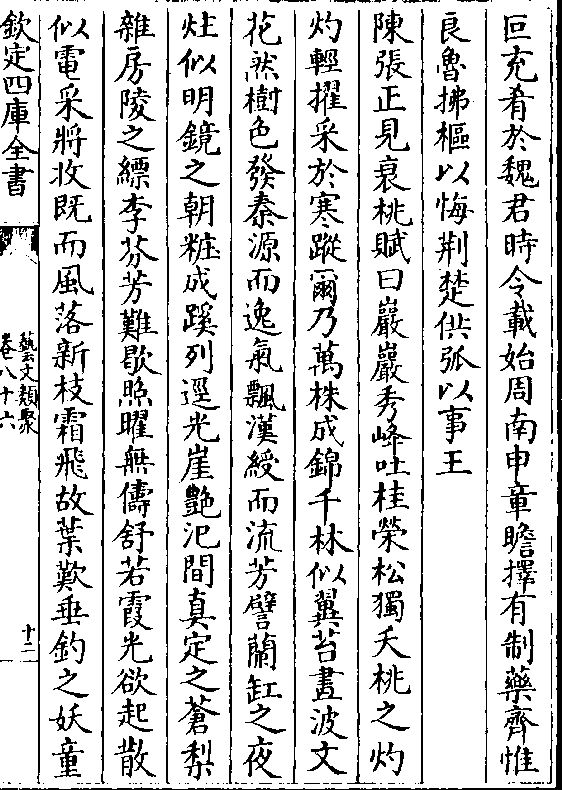 叵充肴於魏君時令載始周南申章瞻擇有制藥齊惟
良魯拂樞以悔荆楚供弧以事王
陳張正見衰桃賦曰巖巖秀峰吐桂榮松獨夭桃之灼
灼輕擢采於寒蹤爾乃萬株成錦千林似翼苔畫波文
花然樹色發秦源而逸氣飄漢綬而流芳譬蘭缸之夜
炷似明鏡之朝粧成蹊列逕光崖艷汜間真定之蒼梨
雜房陵之縹李芬芳難歇照曜無儔舒若霞光欲起散
似電采將收既而風落新枝霜飛故葉歎垂釣之妖童
欽定四庫全書
藝文類聚
卷八十六
十二